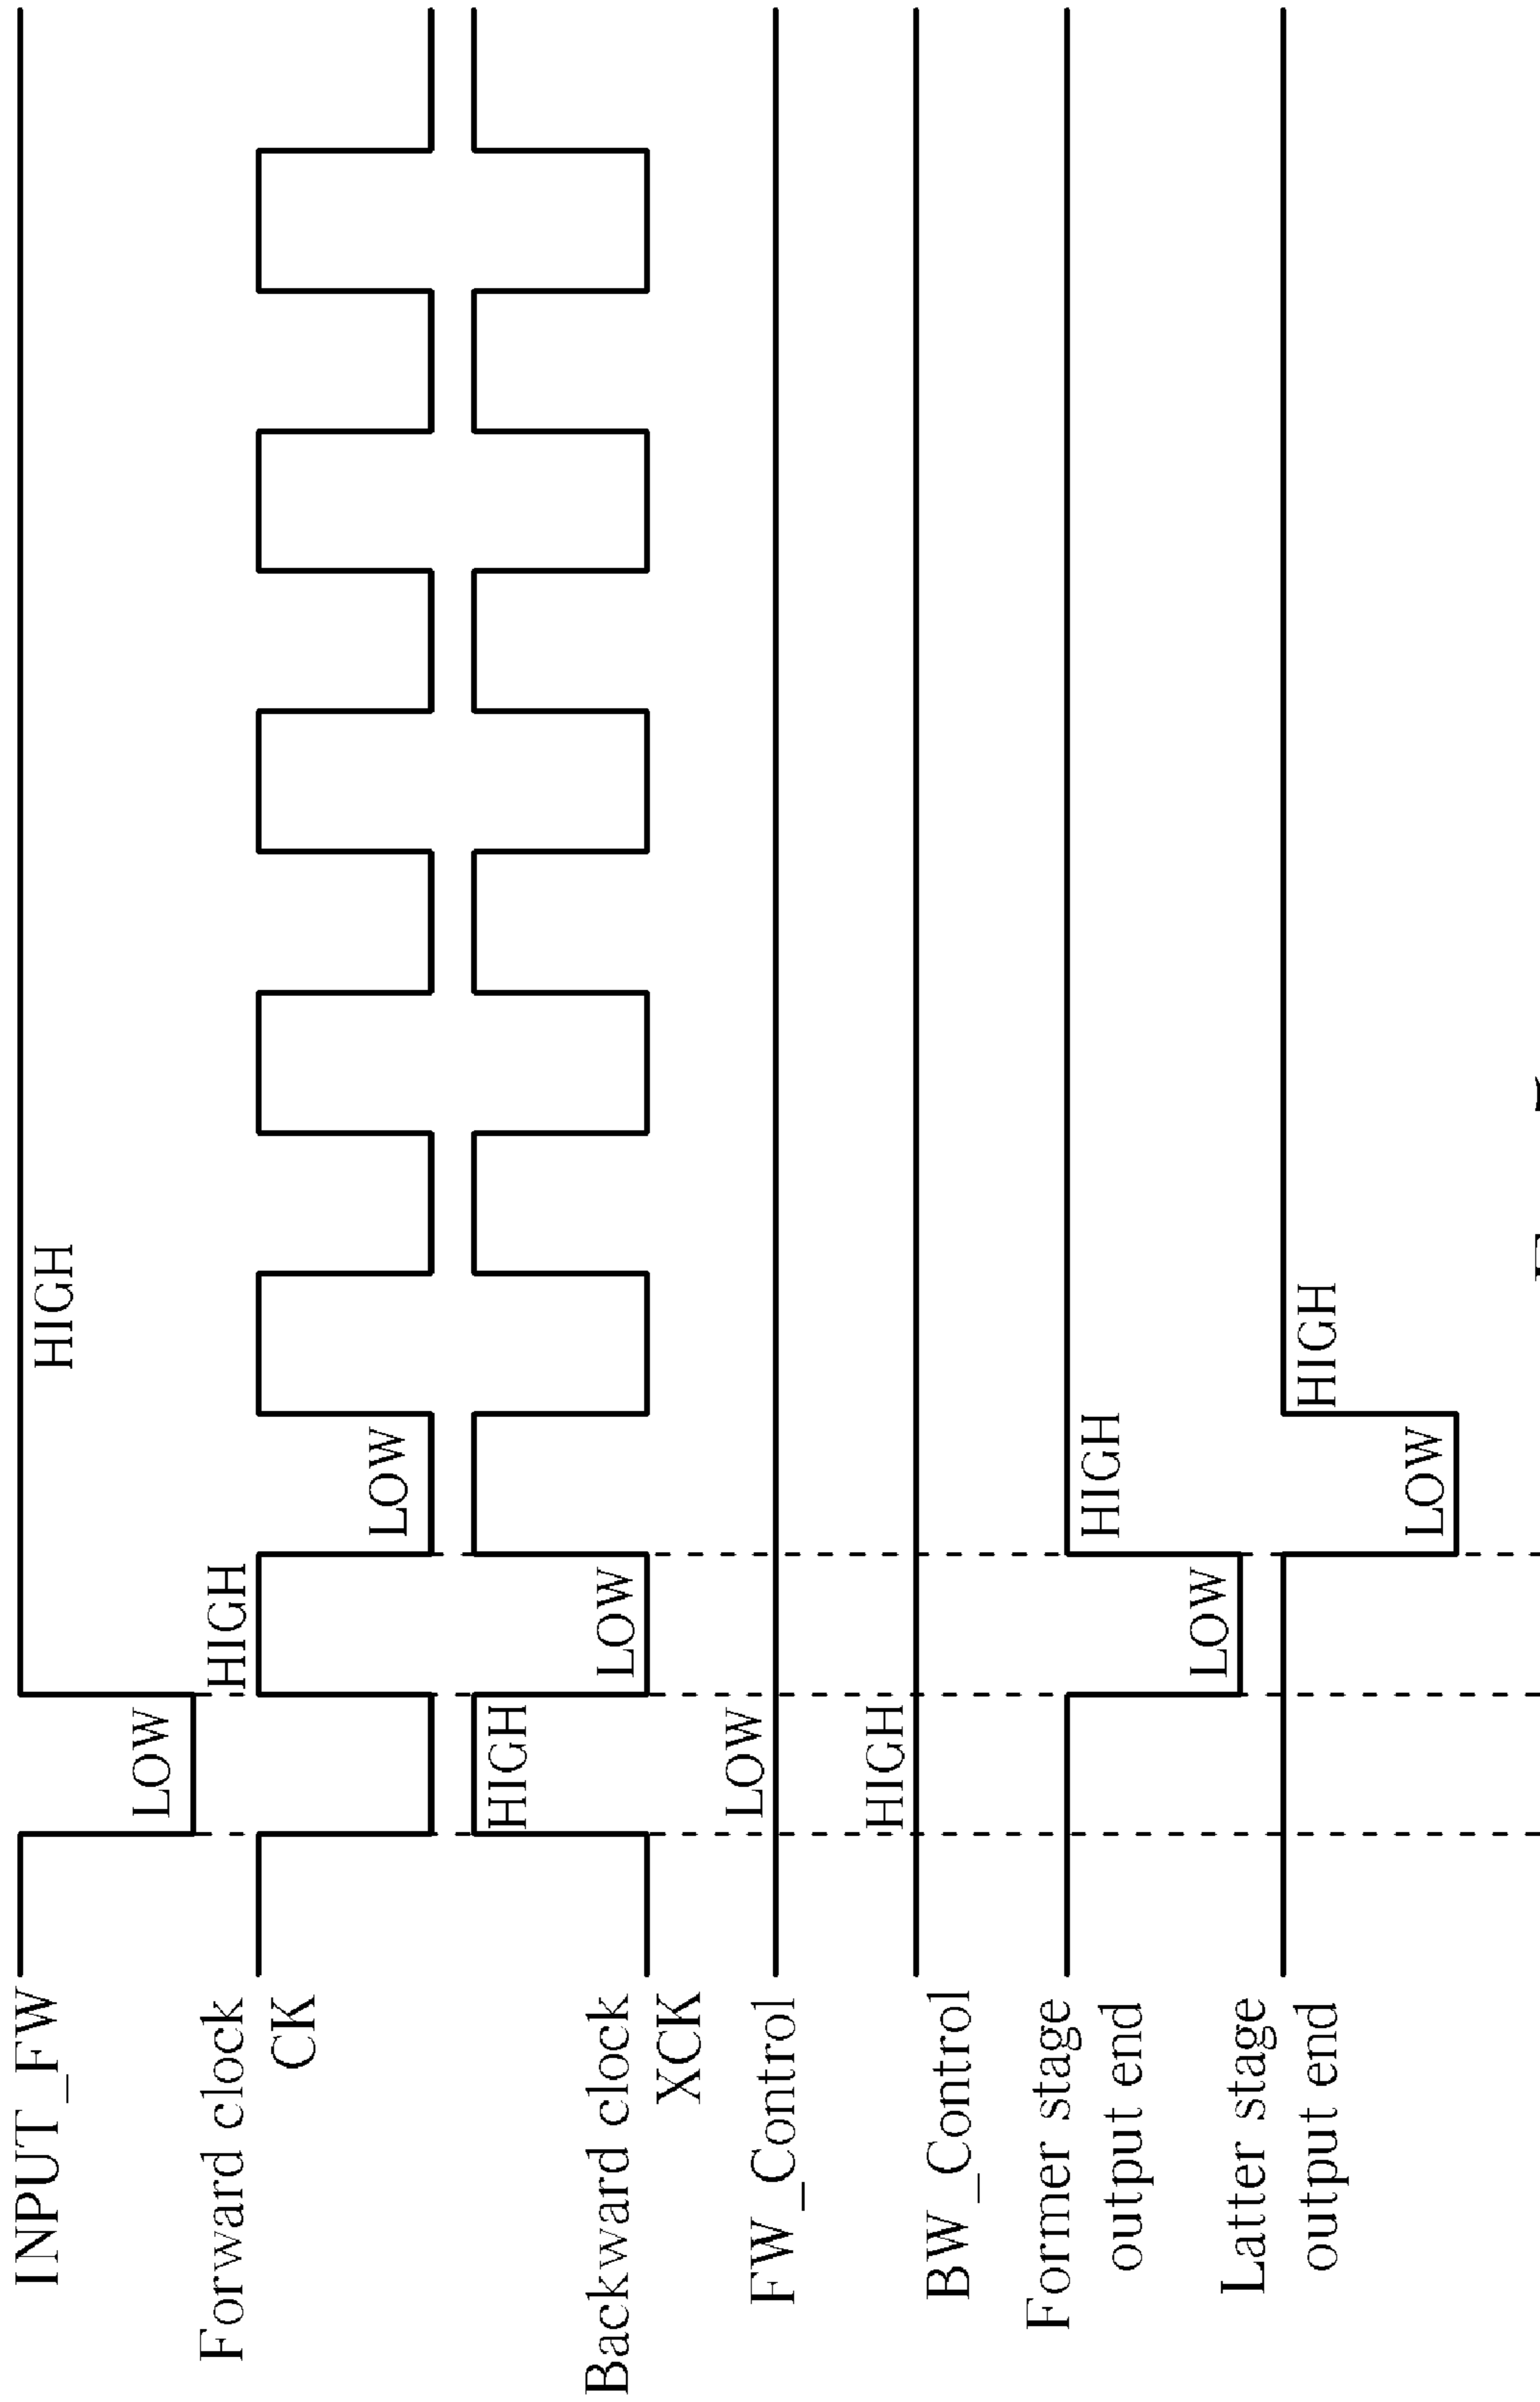 INPUT_FW
LOW
HIGH
Forward clock
CK
HIGH
LOW
Backward clock
XCK
HIGH
LOW
FW_Control
LOW
BW_Control
HIGH
Former stage
output end
LOW
HIGH
Latter stage
output end
LOW
HIGH